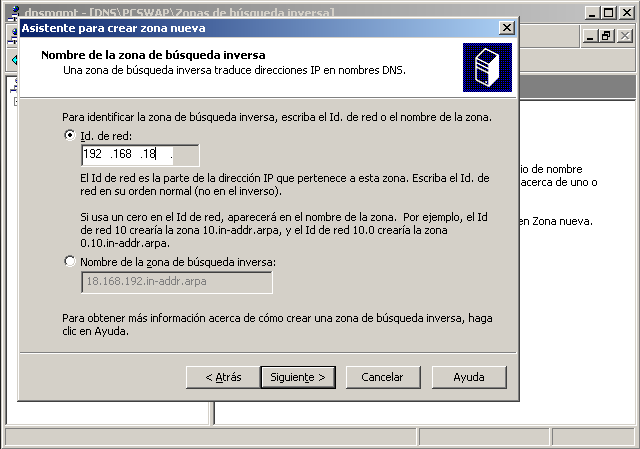 dnsmgmt - [DNS\PCSWAP\Zonas de búsqueda inversa]
Asistente para crear zona nueva
Nombre de la zona de búsqueda inversa
Una zona de búsqueda inversa traduce direcciones IP en nombres DNS.
Para identificar la zona de búsqueda inversa, escriba el Id. de red o el nombre de la zona.
Id. de red:
192 .168 .18 .
El Id de red es la parte de la dirección IP que pertenece a esta zona. Escriba el Id. de
red en su orden normal (no en el inverso).
Si usa un cero en el Id de red, aparecerá en el nombre de la zona. Por ejemplo, el Id
de red 10 crearía la zona 10.in-addr.arpa, y el Id de red 10.0 crearía la zona
0.10.in-addr.arpa.
Nombre de la zona de búsqueda inversa:
18.168.192.in-addr.arpa
Para obtener más información acerca de cómo crear una zona de búsqueda inversa, haga
clic en Ayuda.
< Atrás
Siguiente >
Cancelar
Ayuda
io de nombre
acerca de uno o
en Zona nueva.